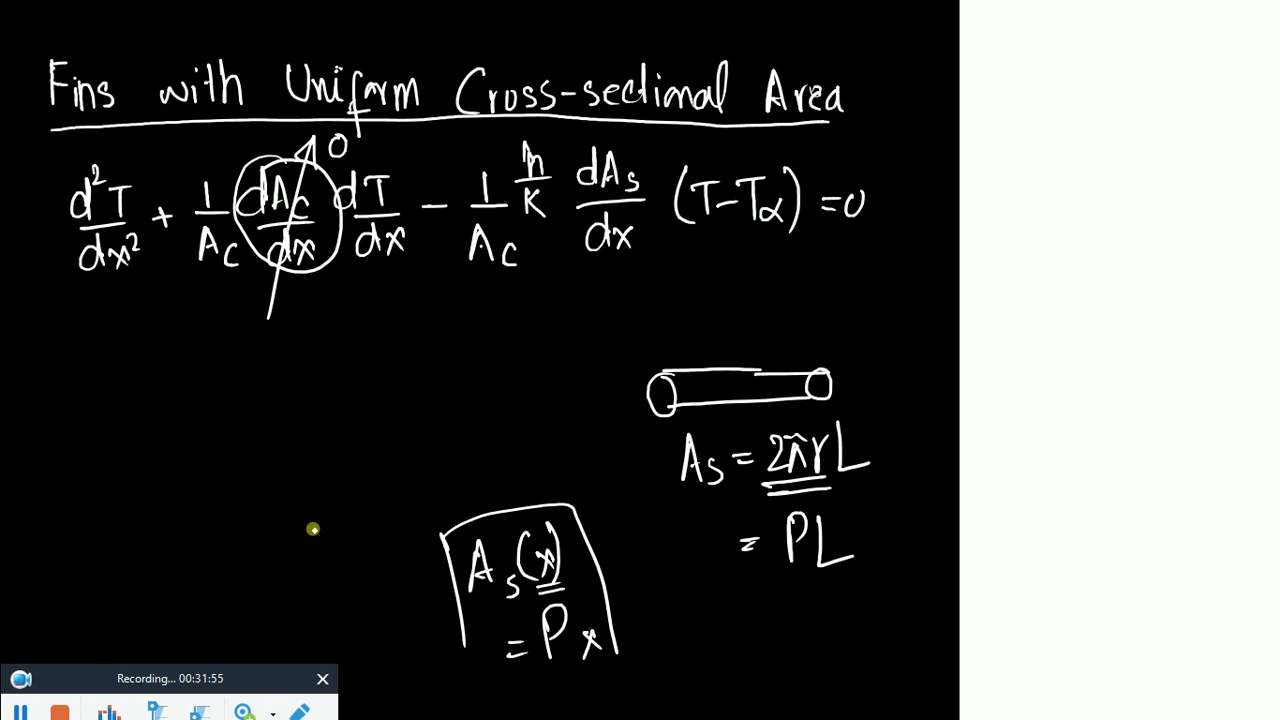 Fins with Uniform Cross-sectional Area
d²T/dx² + 1/Ac dAc/dx dT/dx - 1/Ac h/K dAs/dx (T-Tα) = 0
0
As = 2πrL
= PL
As(x)
= Px
Recording... 00:31:55